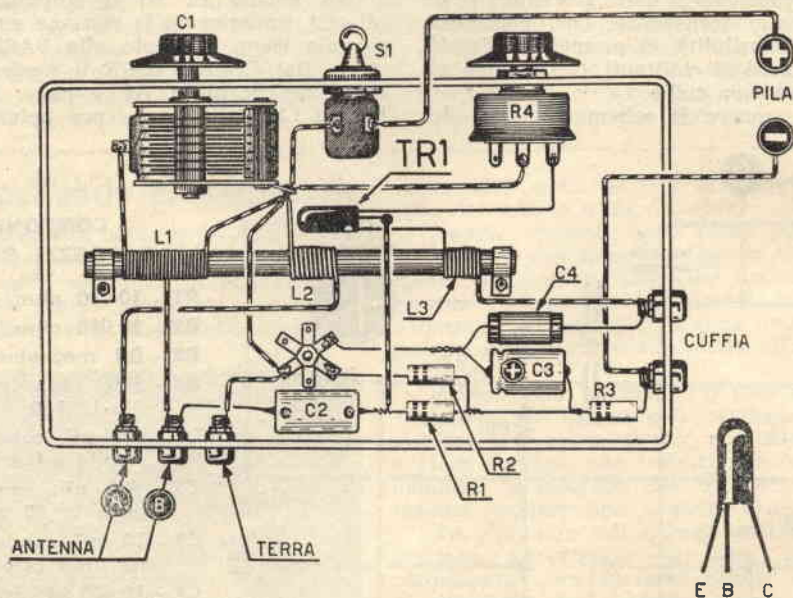 C1
S1
+
PILA
R4
−
TR1
L1
L2
L3
C4
CUFFIA
C3
+
R3
C2
R2
R1
A
B
ANTENNA
TERRA
E B C